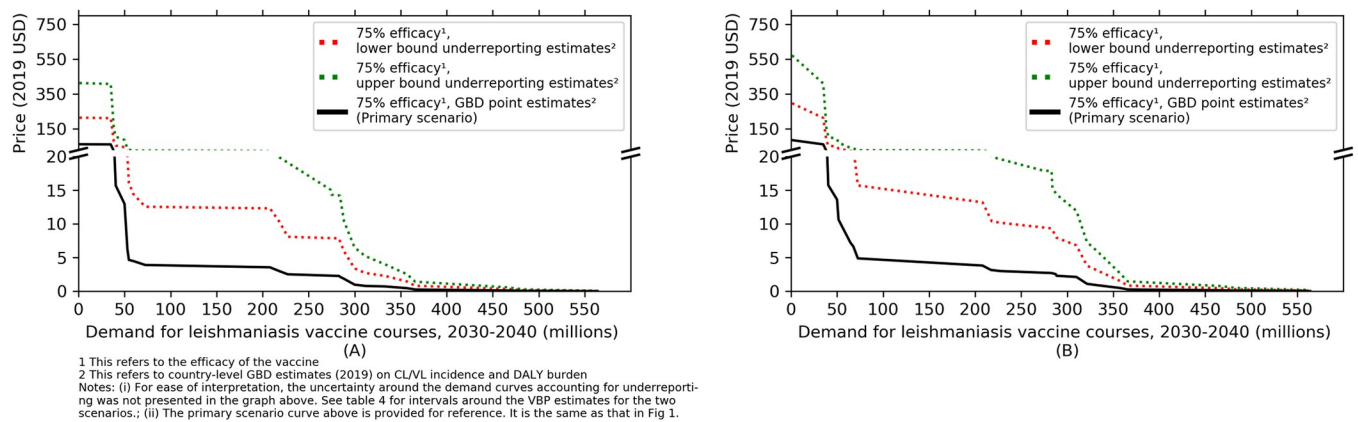 Price (2019 USD)
750
550
350
150
20
15
10
5
0
75% efficacy¹,
lower bound underreporting estimates²
75% efficacy¹,
upper bound underreporting estimates²
75% efficacy¹, GBD point estimates²
(Primary scenario)
0 50 100 150 200 250 300 350 400 450 500 550
Demand for leishmaniasis vaccine courses, 2030-2040 (millions)
(A)
1 This refers to the efficacy of the vaccine
2 This refers to country-level GBD estimates (2019) on CL/VL incidence and DALY burden
Notes: (i) For ease of interpretation, the uncertainty around the demand curves accounting for underreporti-
ng was not presented in the graph above. See table 4 for intervals around the VBP estimates for the two
scenarios.; (ii) The primary scenario curve above is provided for reference. It is the same as that in Fig 1.
Price (2019 USD)
750
550
350
150
20
15
10
5
0
75% efficacy¹,
lower bound underreporting estimates²
75% efficacy¹,
upper bound underreporting estimates²
75% efficacy¹, GBD point estimates²
(Primary scenario)
0 50 100 150 200 250 300 350 400 450 500 550
Demand for leishmaniasis vaccine courses, 2030-2040 (millions)
(B)